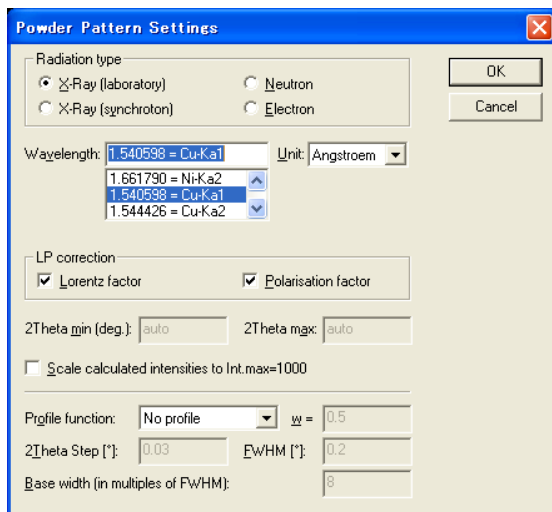 Powder Pattern Settings
Radiation type
X-Ray (laboratory) Neutron
X-Ray (synchroton) Electron
OK
Cancel
Wavelength: 1.540598 = Cu-Ka1 Unit: Angstroem
1.661790 = Ni-Ka2
1.540598 = Cu-Ka1
1.544426 = Cu-Ka2
LP correction
Lorentz factor Polarisation factor
2Theta min (deg.): auto 2Theta max: auto
Scale calculated intensities to Int.max=1000
Profile function: No profile w = 0.5
2Theta Step [°]: 0.03 FWHM [°]: 0.2
Base width (in multiples of FWHM): 8